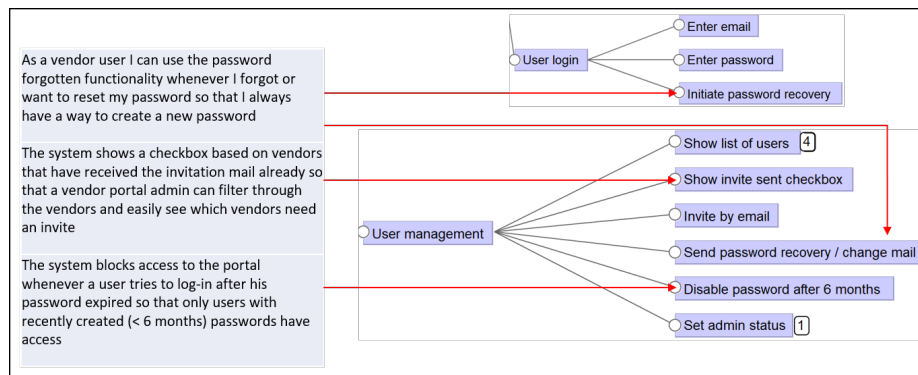 As a vendor user I can use the password
forgotten functionality whenever I forgot or
want to reset my password so that I always
have a way to create a new password
The system shows a checkbox based on vendors
that have received the invitation mail already so
that a vendor portal admin can filter through
the vendors and easily see which vendors need
an invite
The system blocks access to the portal
whenever a user tries to log-in after his
password expired so that only users with
recently created (< 6 months) passwords have
access
User login
Enter email
Enter password
Initiate password recovery
User management
Show list of users 4
Show invite sent checkbox
Invite by email
Send password recovery / change mail
Disable password after 6 months
Set admin status 1